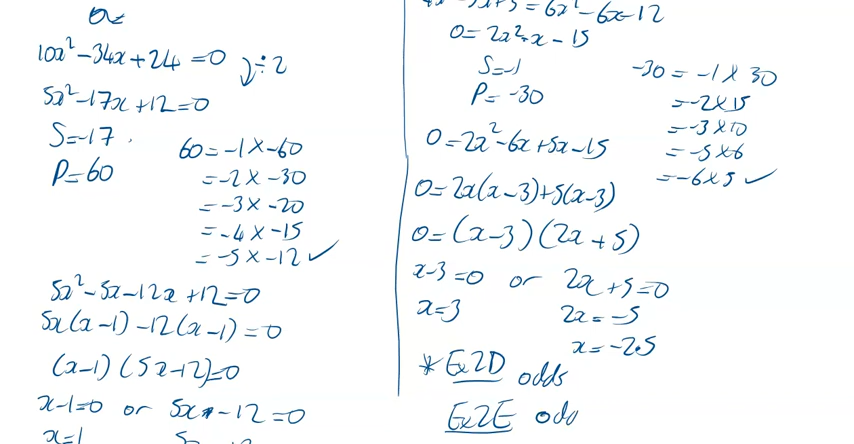 10x² - 34x + 24 = 0 ÷ 2
5x² - 17x + 12 = 0
S = -17
P = 60
60 = -1 x -60
= -2 x -30
= -3 x -20
= -4 x -15
= -5 x -12 ✓
5x² - 5x - 12x + 12 = 0
5x(x - 1) - 12(x - 1) = 0
(x - 1)(5x - 12) = 0
x - 1 = 0 or 5x - 12 = 0
x = 1
= 6x² - 6x - 12
0 = 2x² - x - 15
S = -1
P = -30
-30 = -1 x 30
= -2 x 15
= -3 x 10
= -5 x 6
= -6 x 5 ✓
0 = 2x² - 6x + 5x - 15
0 = 2x(x - 3) + 5(x - 3)
0 = (x - 3)(2x + 5)
x - 3 = 0 or 2x + 5 = 0
x = 3 2x = -5
x = -2.5
* Ex2D odds
Ex2E odd